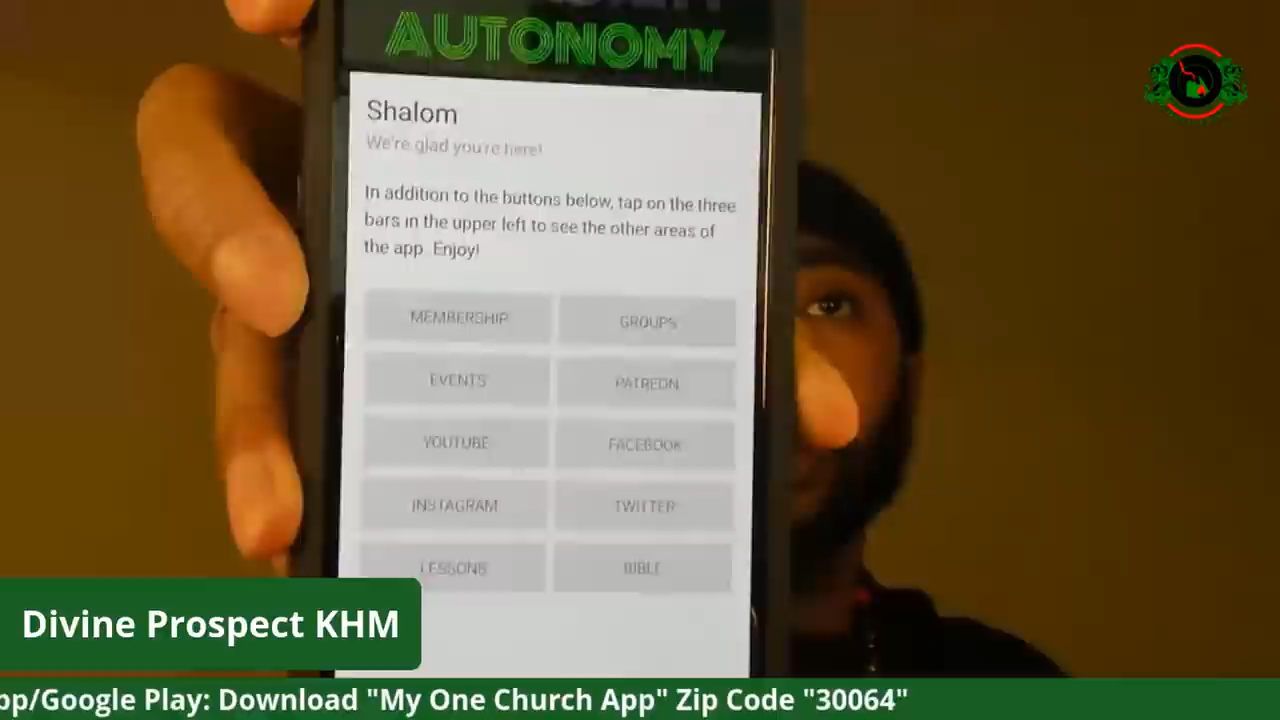 AUTONOMY
Shalom
We're glad you're here!
In addition to the buttons below, tap on the three
bars in the upper left to see the other areas of
the app. Enjoy!
MEMBERSHIP
GROUPS
EVENTS
PATREON
YOUTUBE
FACEBOOK
INSTAGRAM
TWITTER
LESSONS
BIBLE
Divine Prospect KHM
pp/Google Play: Download "My One Church App" Zip Code "30064"